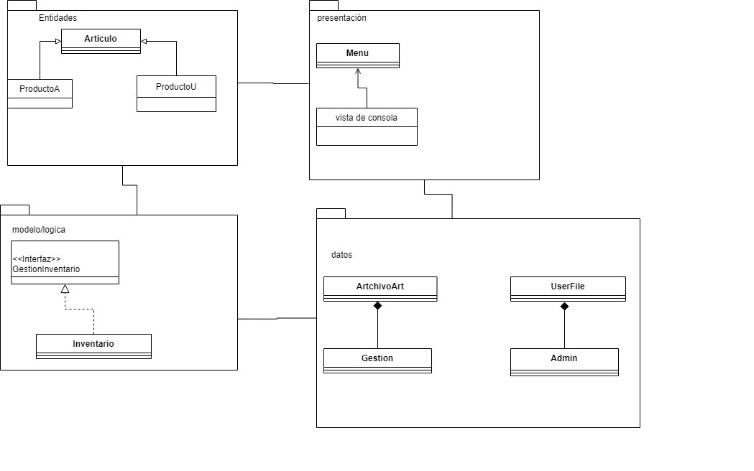 Entidades
Articulo
ProductoA
ProductoU
presentación
Menu
vista de consola
modelo/logica
<<Interfaz>>
GestionInventario
Inventario
datos
ArtchivoArt
UserFile
Gestion
Admin